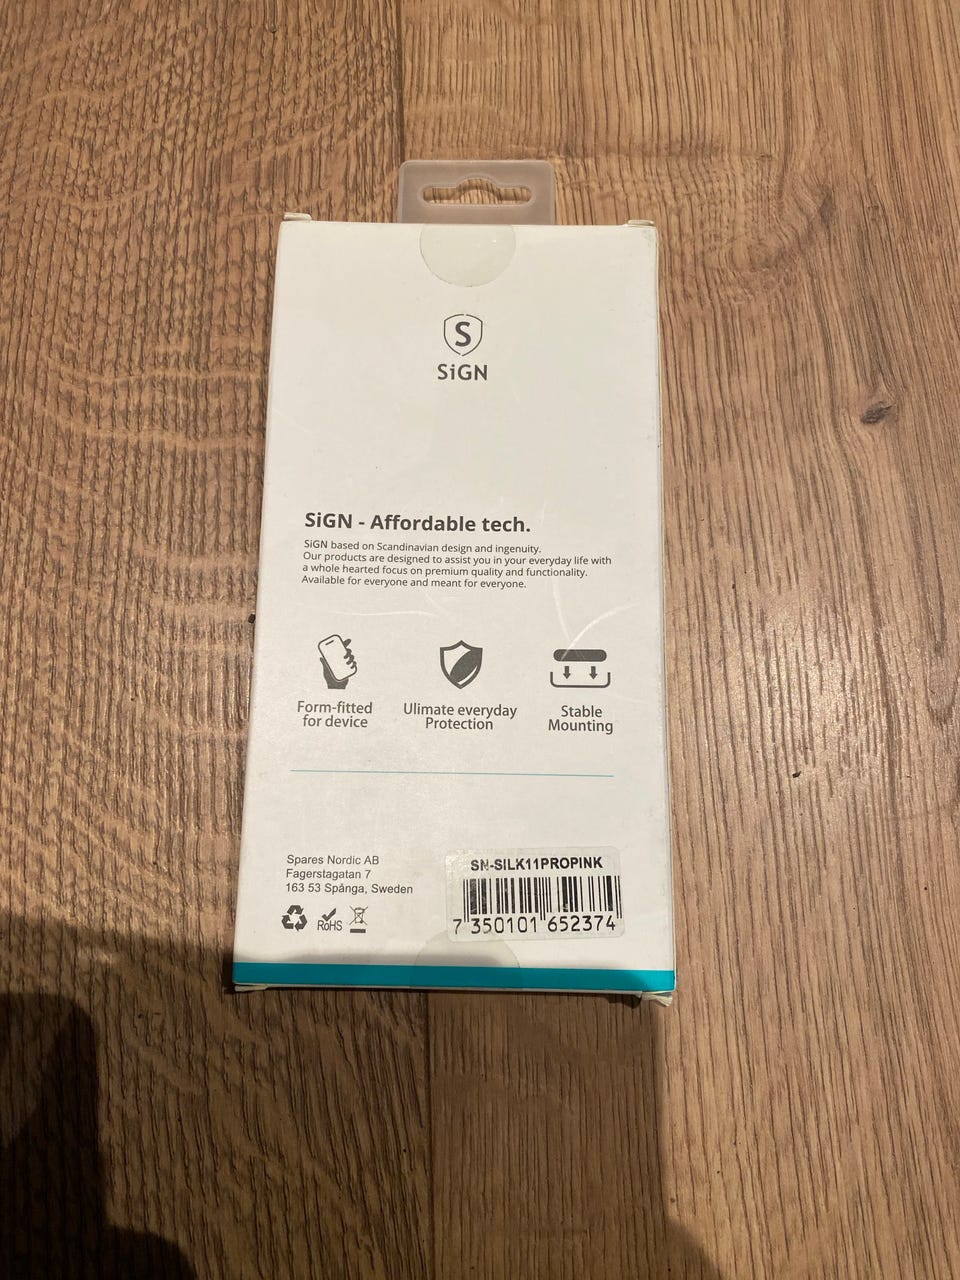 S
SiGN
SiGN - Affordable tech.
SiGN based on Scandinavian design and ingenuity.
Our products are designed to assist you in your everyday life with
a whole hearted focus on premium quality and functionality.
Available for everyone and meant for everyone.
Form-fitted
for device
Ulimate everyday
Protection
Stable
Mounting
Spares Nordic AB
Fagerstagatan 7
163 53 Spånga, Sweden
RoHS
SN-SILK11PROPINK
7 350101 652374